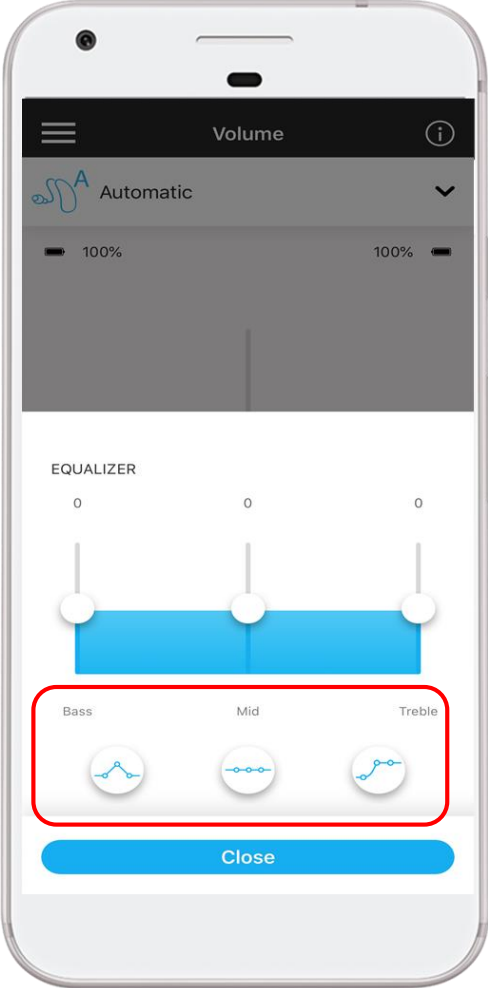 Volume
A Automatic
100% 100%
EQUALIZER
0 0 0
Bass Mid Treble
Close